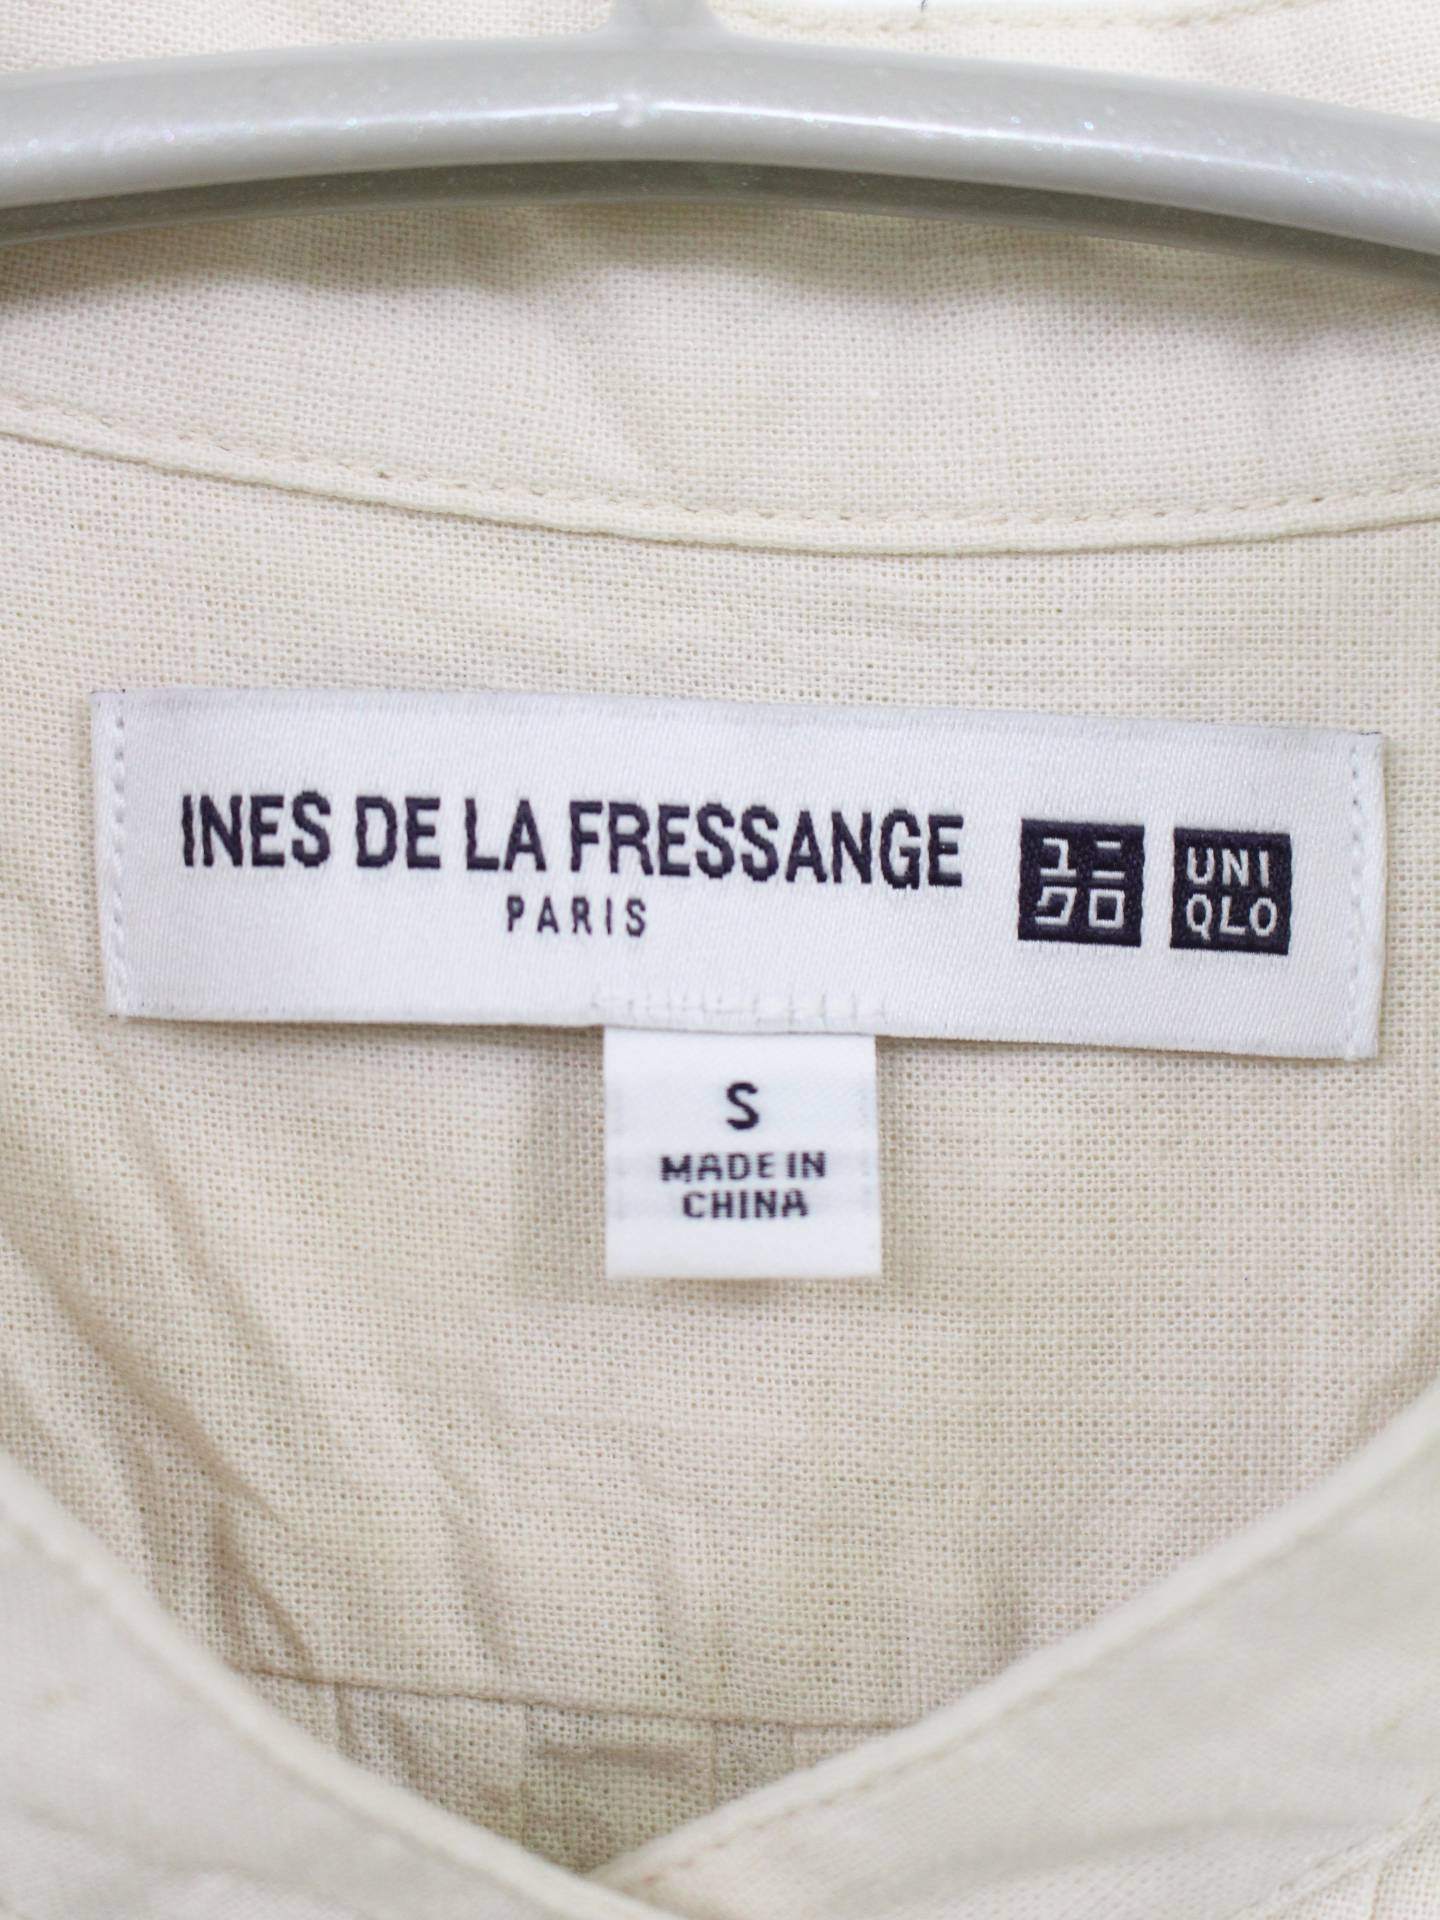 INES DE LA FRESSANGE
PARIS
ユニ
クロ
UNI
QLO
S
MADE IN
CHINA